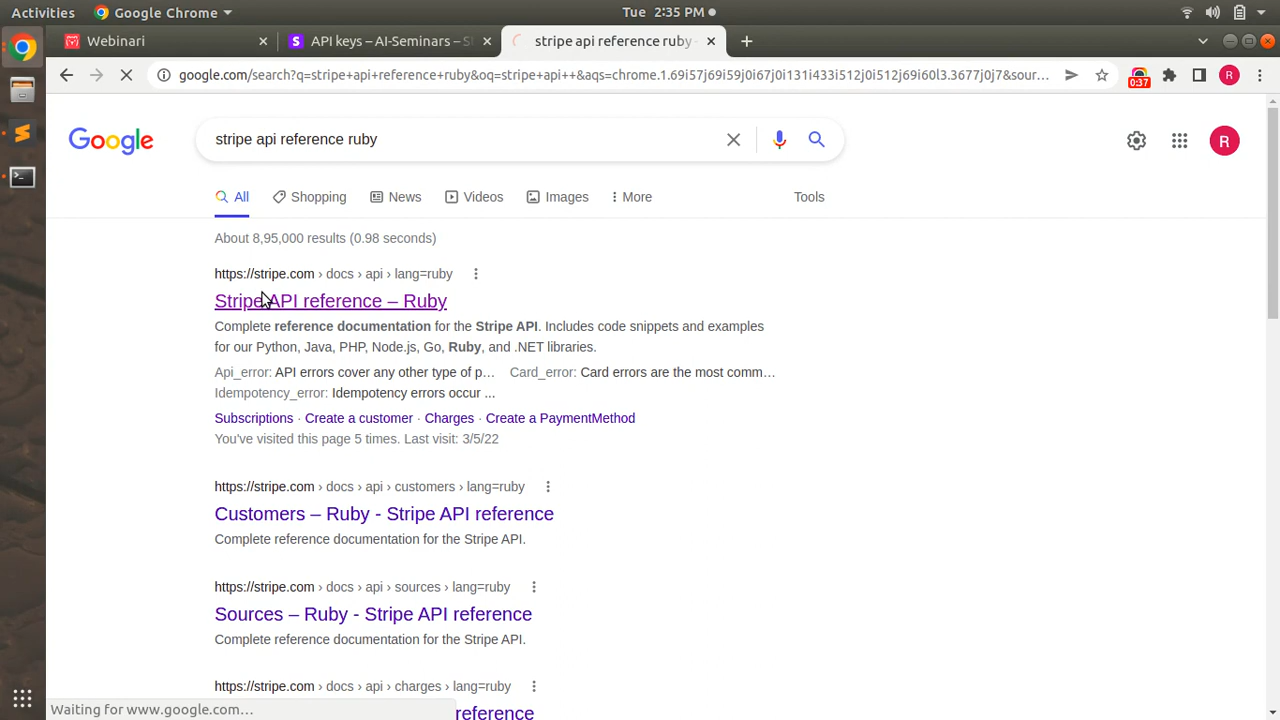 Activities
Google Chrome
Tue 2:35 PM
Webinari
API keys – AI-Seminars – S
stripe api reference ruby
google.com/search?q=stripe+api+reference+ruby&oq=stripe+api++&aqs=chrome.1.69i57j69i59j0i67j0i131i433i512j0i512j69i60l3.3677j0j7&sour…
0:37
R
Google
stripe api reference ruby
R
All
Shopping
News
Videos
Images
More
Tools
About 8,95,000 results (0.98 seconds)
https://stripe.com › docs › api › lang=ruby
Stripe API reference – Ruby
Complete reference documentation for the Stripe API. Includes code snippets and examples
for our Python, Java, PHP, Node.js, Go, Ruby, and .NET libraries.
Api_error: API errors cover any other type of p… Card_error: Card errors are the most comm…
Idempotency_error: Idempotency errors occur ...
Subscriptions · Create a customer · Charges · Create a PaymentMethod
You've visited this page 5 times. Last visit: 3/5/22
https://stripe.com › docs › api › customers › lang=ruby
Customers – Ruby - Stripe API reference
Complete reference documentation for the Stripe API.
https://stripe.com › docs › api › sources › lang=ruby
Sources – Ruby - Stripe API reference
Complete reference documentation for the Stripe API.
https://stripe.com › docs › api › charges › lang=ruby
reference
Waiting for www.google.com…